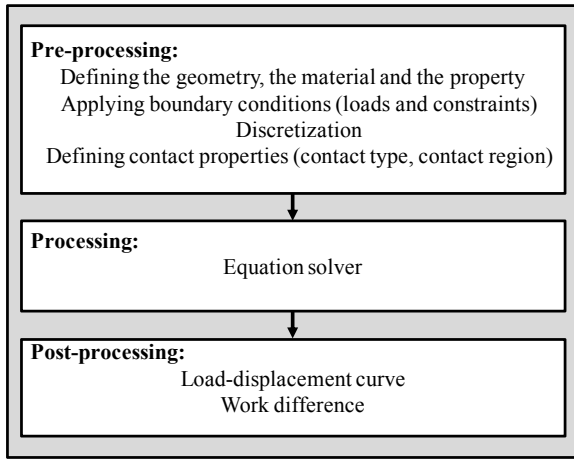 Pre-processing:
Defining the geometry, the material and the property
Applying boundary conditions (loads and constraints)
Discretization
Defining contact properties (contact type, contact region)
Processing:
Equation solver
Post-processing:
Load-displacement curve
Work difference